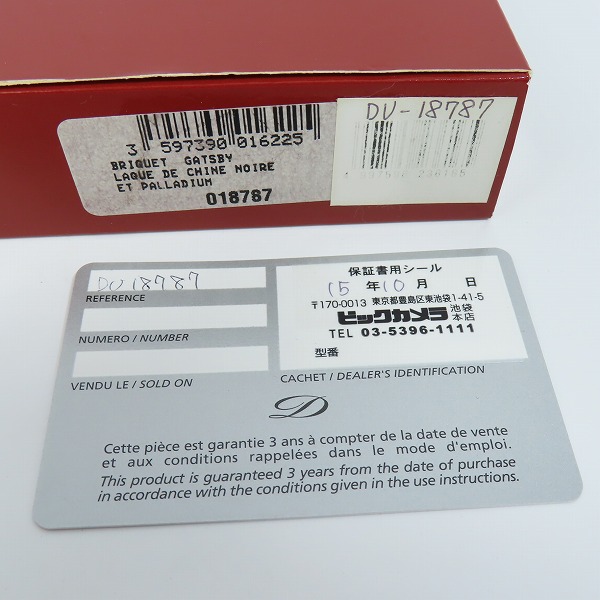 3 597390 016225
BRIQUET GATSBY
LAQUE DE CHINE NOIRE
ET PALLADIUM
018787
DU-18787
DU 18787
REFERENCE
NUMERO / NUMBER
VENDU LE / SOLD ON
保証書用シール
15 年 10 月 日
〒170-0013 東京都豊島区東池袋1-41-5
ビックカメラ 池袋本店
TEL 03-5396-1111
型番
CACHET / DEALER'S IDENTIFICATION
D
Cette pièce est garantie 3 ans à compter de la date de vente
et aux conditions rappelées dans le mode d'emploi.
This product is guaranteed 3 years from the date of purchase
in accordance with the conditions given in the use instructions.